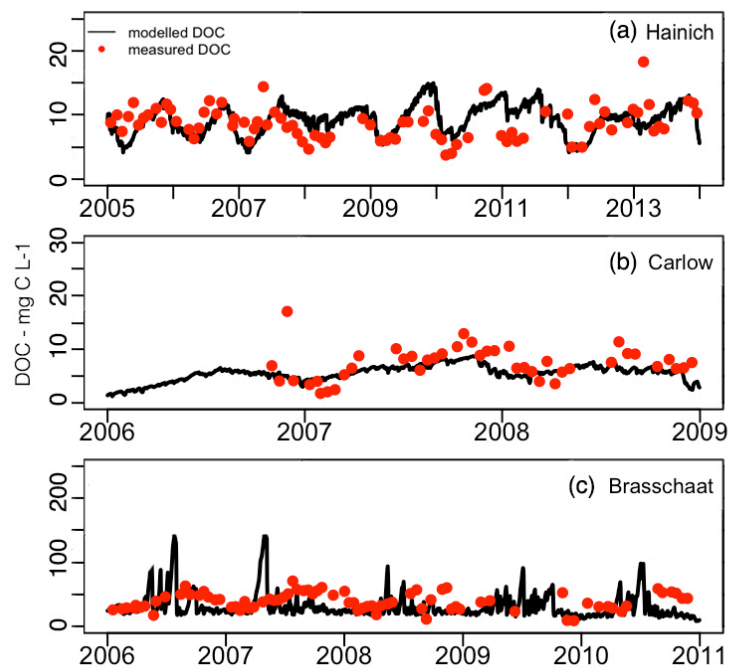 (a) Hainich
modelled DOC
measured DOC
20
10
0
2005 2007 2009 2011 2013
(b) Carlow
30
20
10
0
2006 2007 2008 2009
DOC - mg C L-1
(c) Brasschaat
200
100
50
0
2006 2007 2008 2009 2010 2011